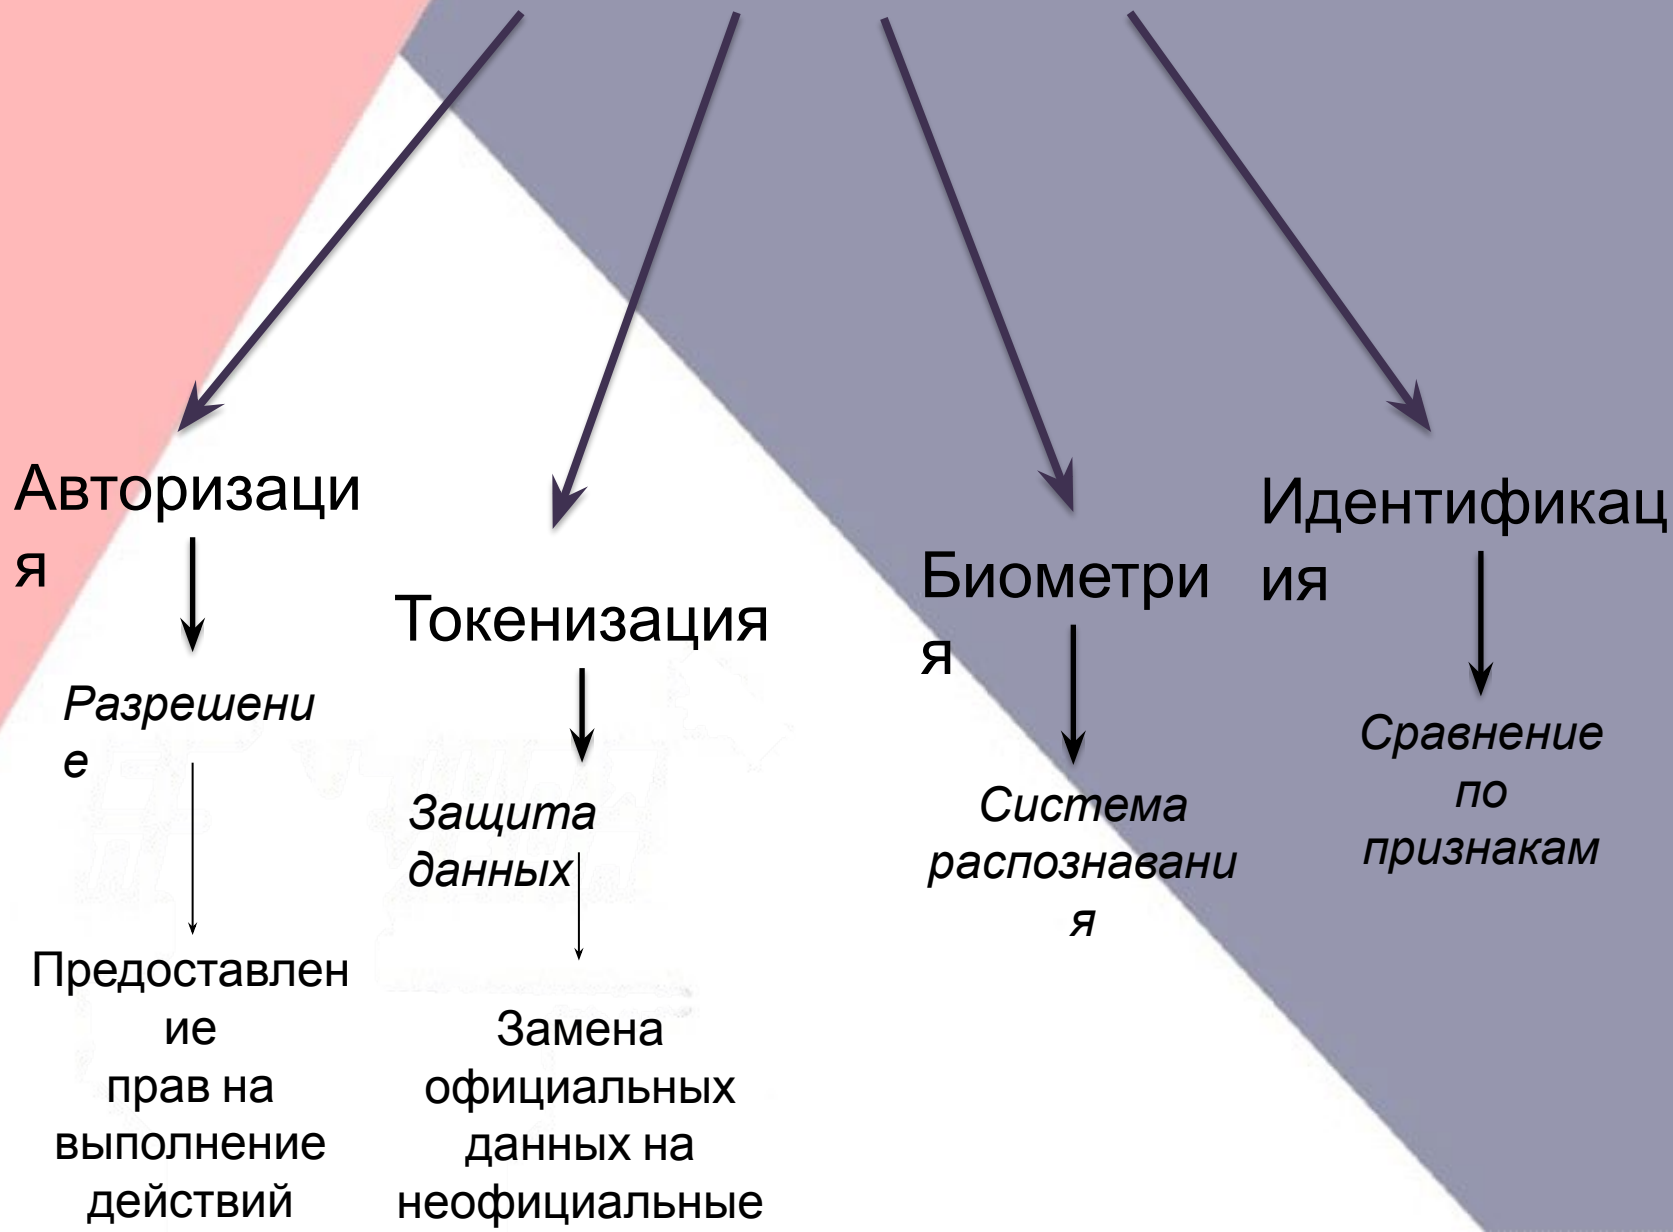 Авторизаци
я
Разрешени
е
Предоставлен
ие
прав на
выполнение
действий
Токенизация
Защита
данных
Замена
официальных
данных на
неофициальные
Биометри
я
Система
распознавани
я
Идентификац
ия
Сравнение
по
признакам